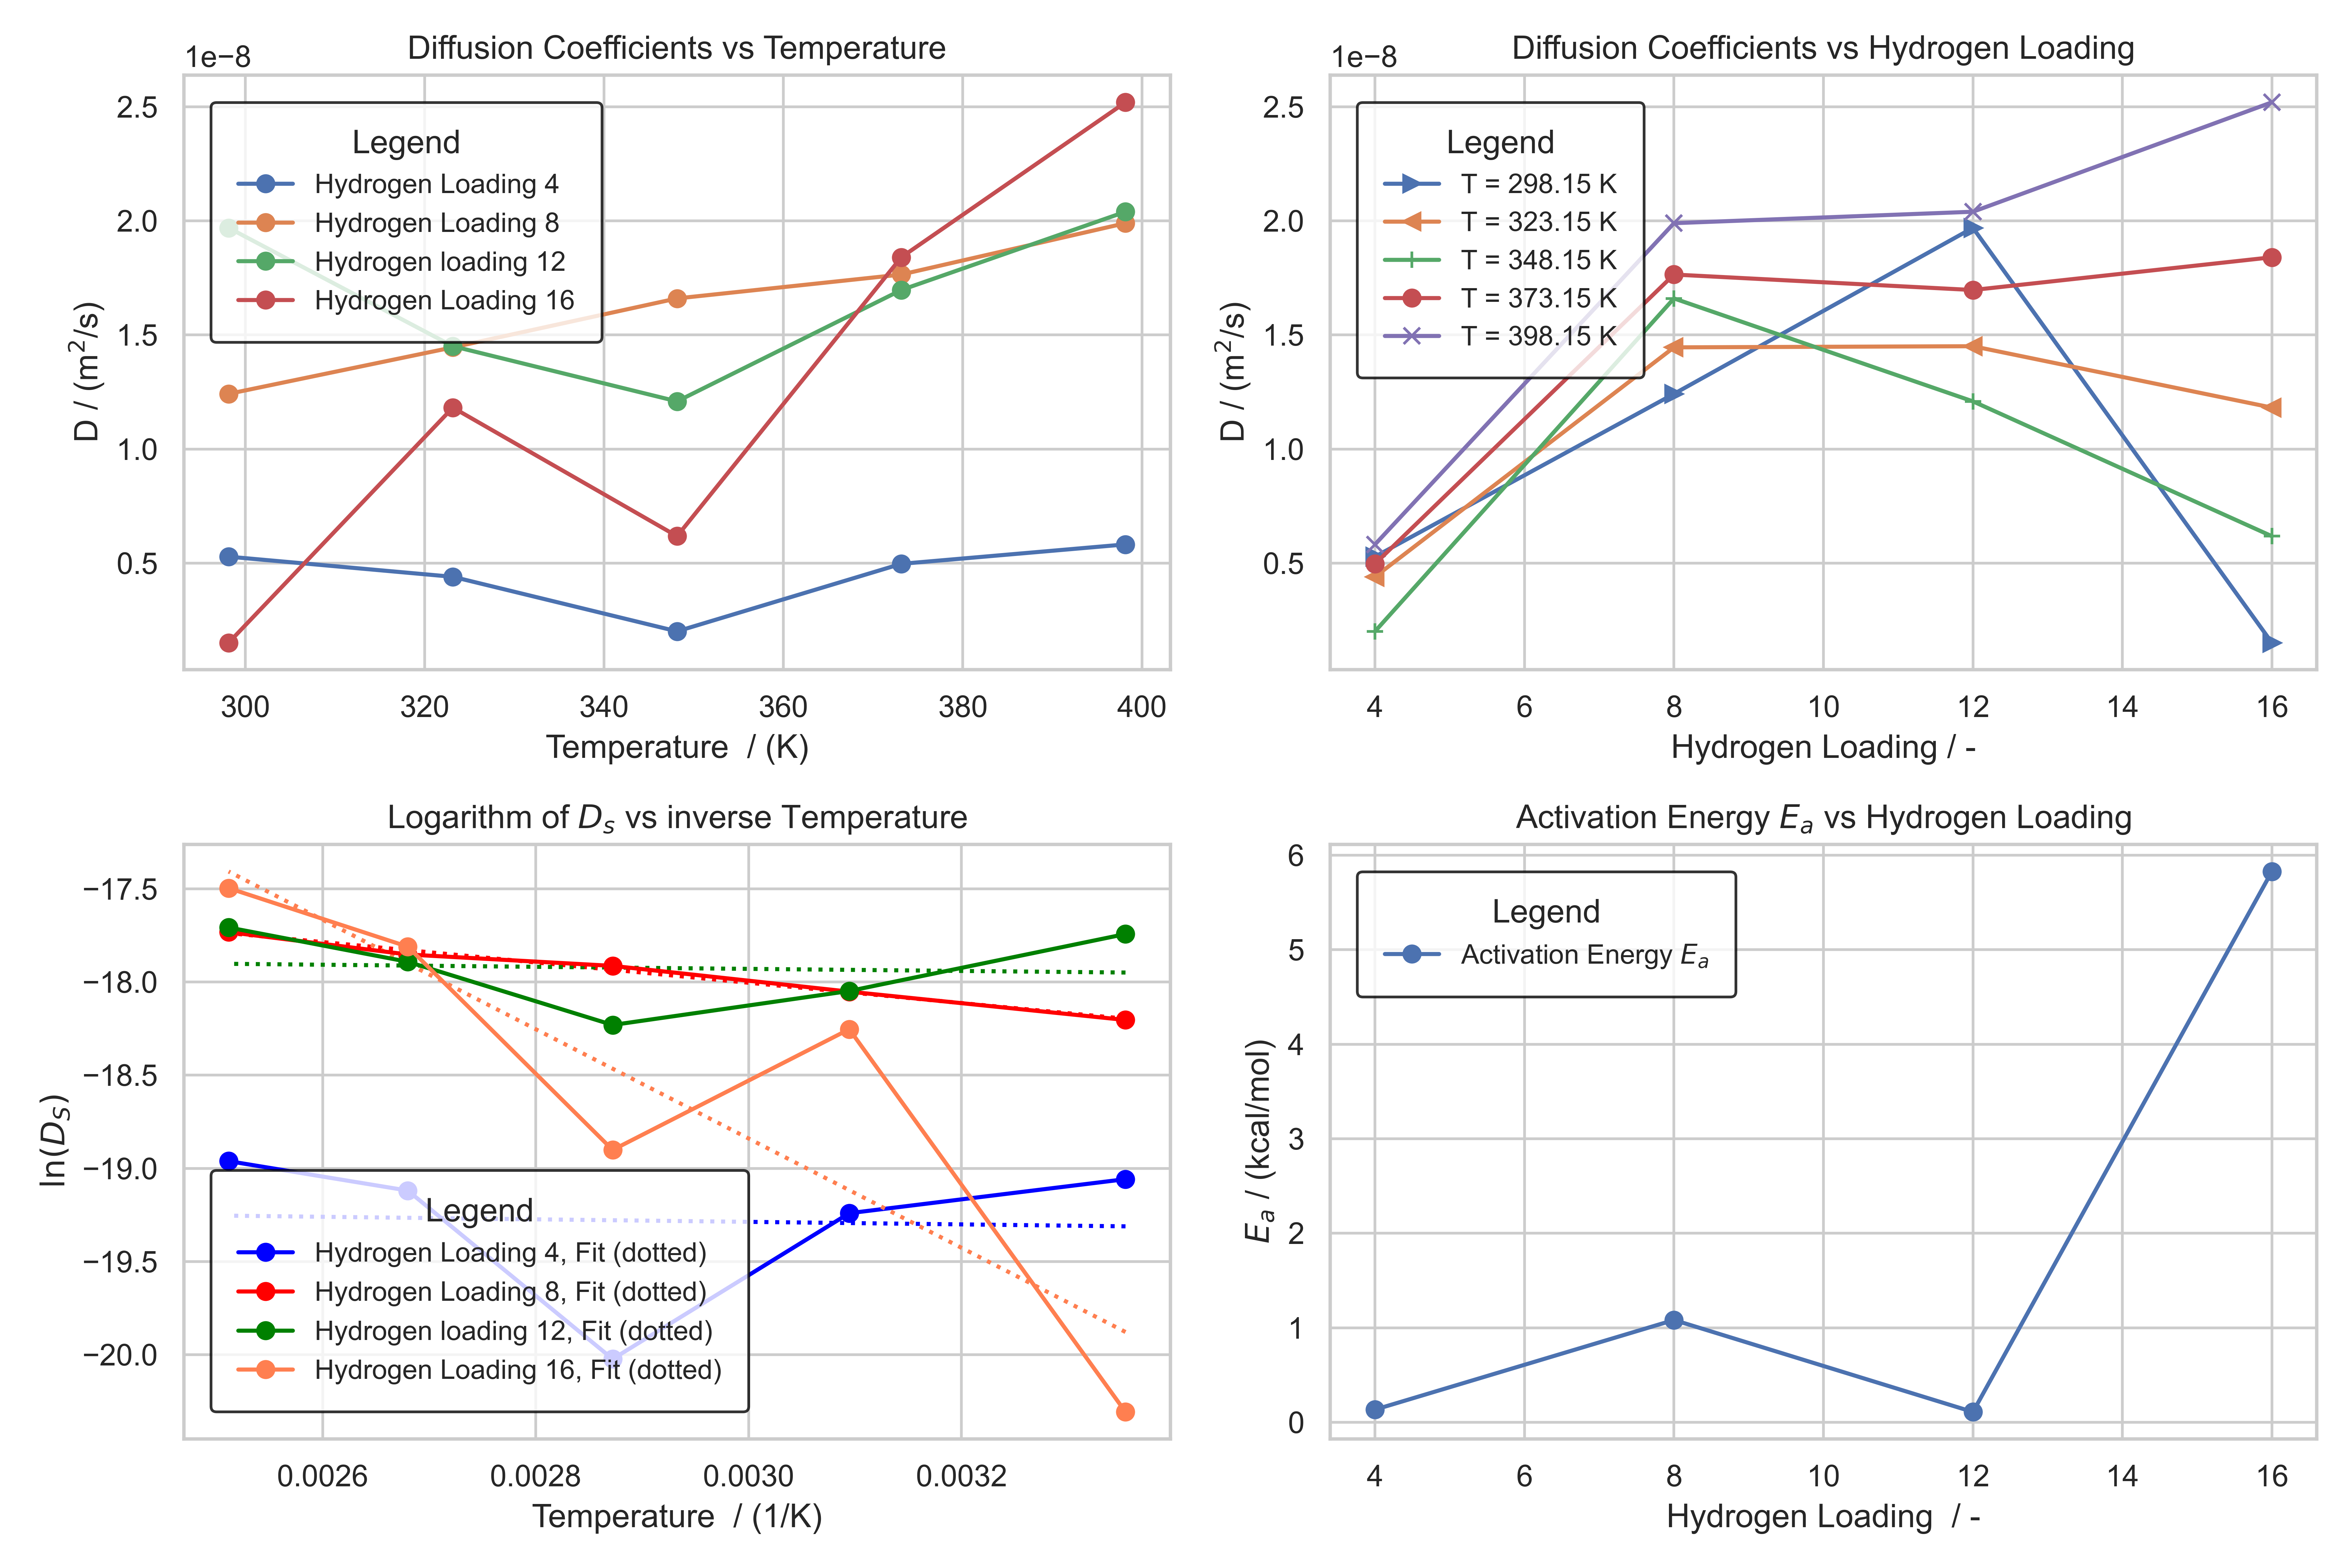 Diffusion Coefficients vs Temperature
1e−8
2.5
2.0
1.5
1.0
0.5
D / (m²/s)
Legend
Hydrogen Loading 4
Hydrogen Loading 8
Hydrogen loading 12
Hydrogen Loading 16
300 320 340 360 380 400
Temperature / (K)
Diffusion Coefficients vs Hydrogen Loading
1e−8
2.5
2.0
1.5
1.0
0.5
D / (m²/s)
Legend
T = 298.15 K
T = 323.15 K
T = 348.15 K
T = 373.15 K
T = 398.15 K
4 6 8 10 12 14 16
Hydrogen Loading / -
Logarithm of Dₛ vs inverse Temperature
−17.5
−18.0
−18.5
−19.0
−19.5
−20.0
ln(D_S)
Legend
Hydrogen Loading 4, Fit (dotted)
Hydrogen Loading 8, Fit (dotted)
Hydrogen loading 12, Fit (dotted)
Hydrogen Loading 16, Fit (dotted)
0.0026 0.0028 0.0030 0.0032
Temperature / (1/K)
Activation Energy Eₐ vs Hydrogen Loading
6
5
4
3
2
1
0
Eₐ / (kcal/mol)
Legend
Activation Energy Eₐ
4 6 8 10 12 14 16
Hydrogen Loading / -